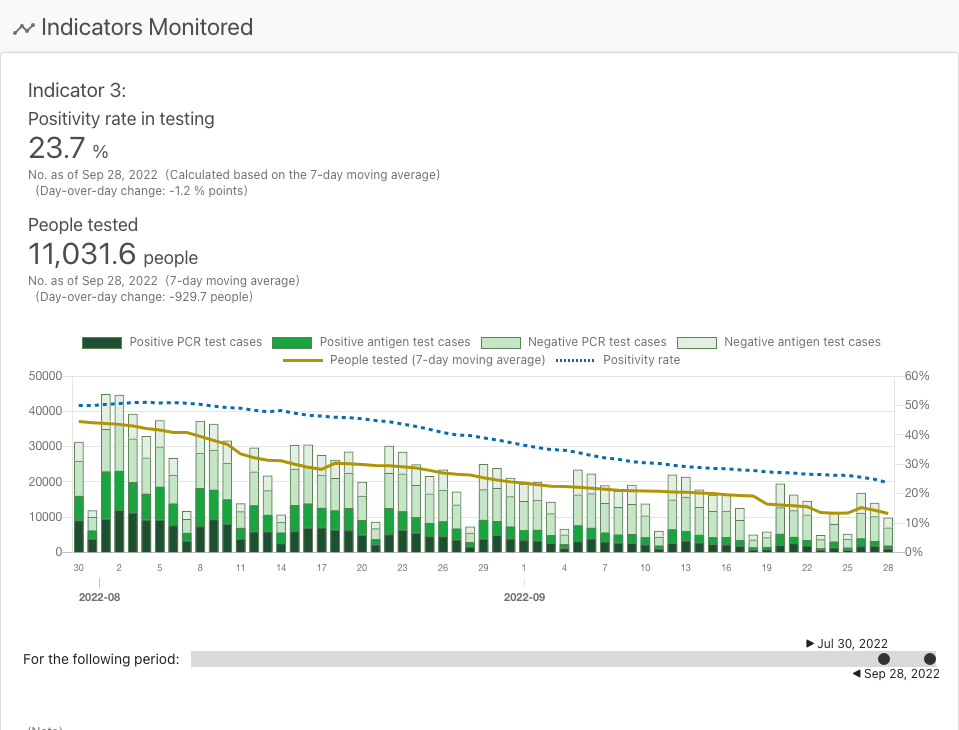 Indicators Monitored
Indicator 3:
Positivity rate in testing
23.7 %
No. as of Sep 28, 2022 (Calculated based on the 7-day moving average)
(Day-over-day change: -1.2 % points)
People tested
11,031.6 people
No. as of Sep 28, 2022 (7-day moving average)
(Day-over-day change: -929.7 people)
Positive PCR test cases Positive antigen test cases Negative PCR test cases Negative antigen test cases
People tested (7-day moving average) Positivity rate
50000 60%
40000 50%
30000 40%
20000 30%
10000 20%
0 10%
0%
30 2 5 8 11 14 17 20 23 26 29 1 4 7 10 13 16 19 22 25 28
2022-08 2022-09
▶ Jul 30, 2022
For the following period:
◀ Sep 28, 2022